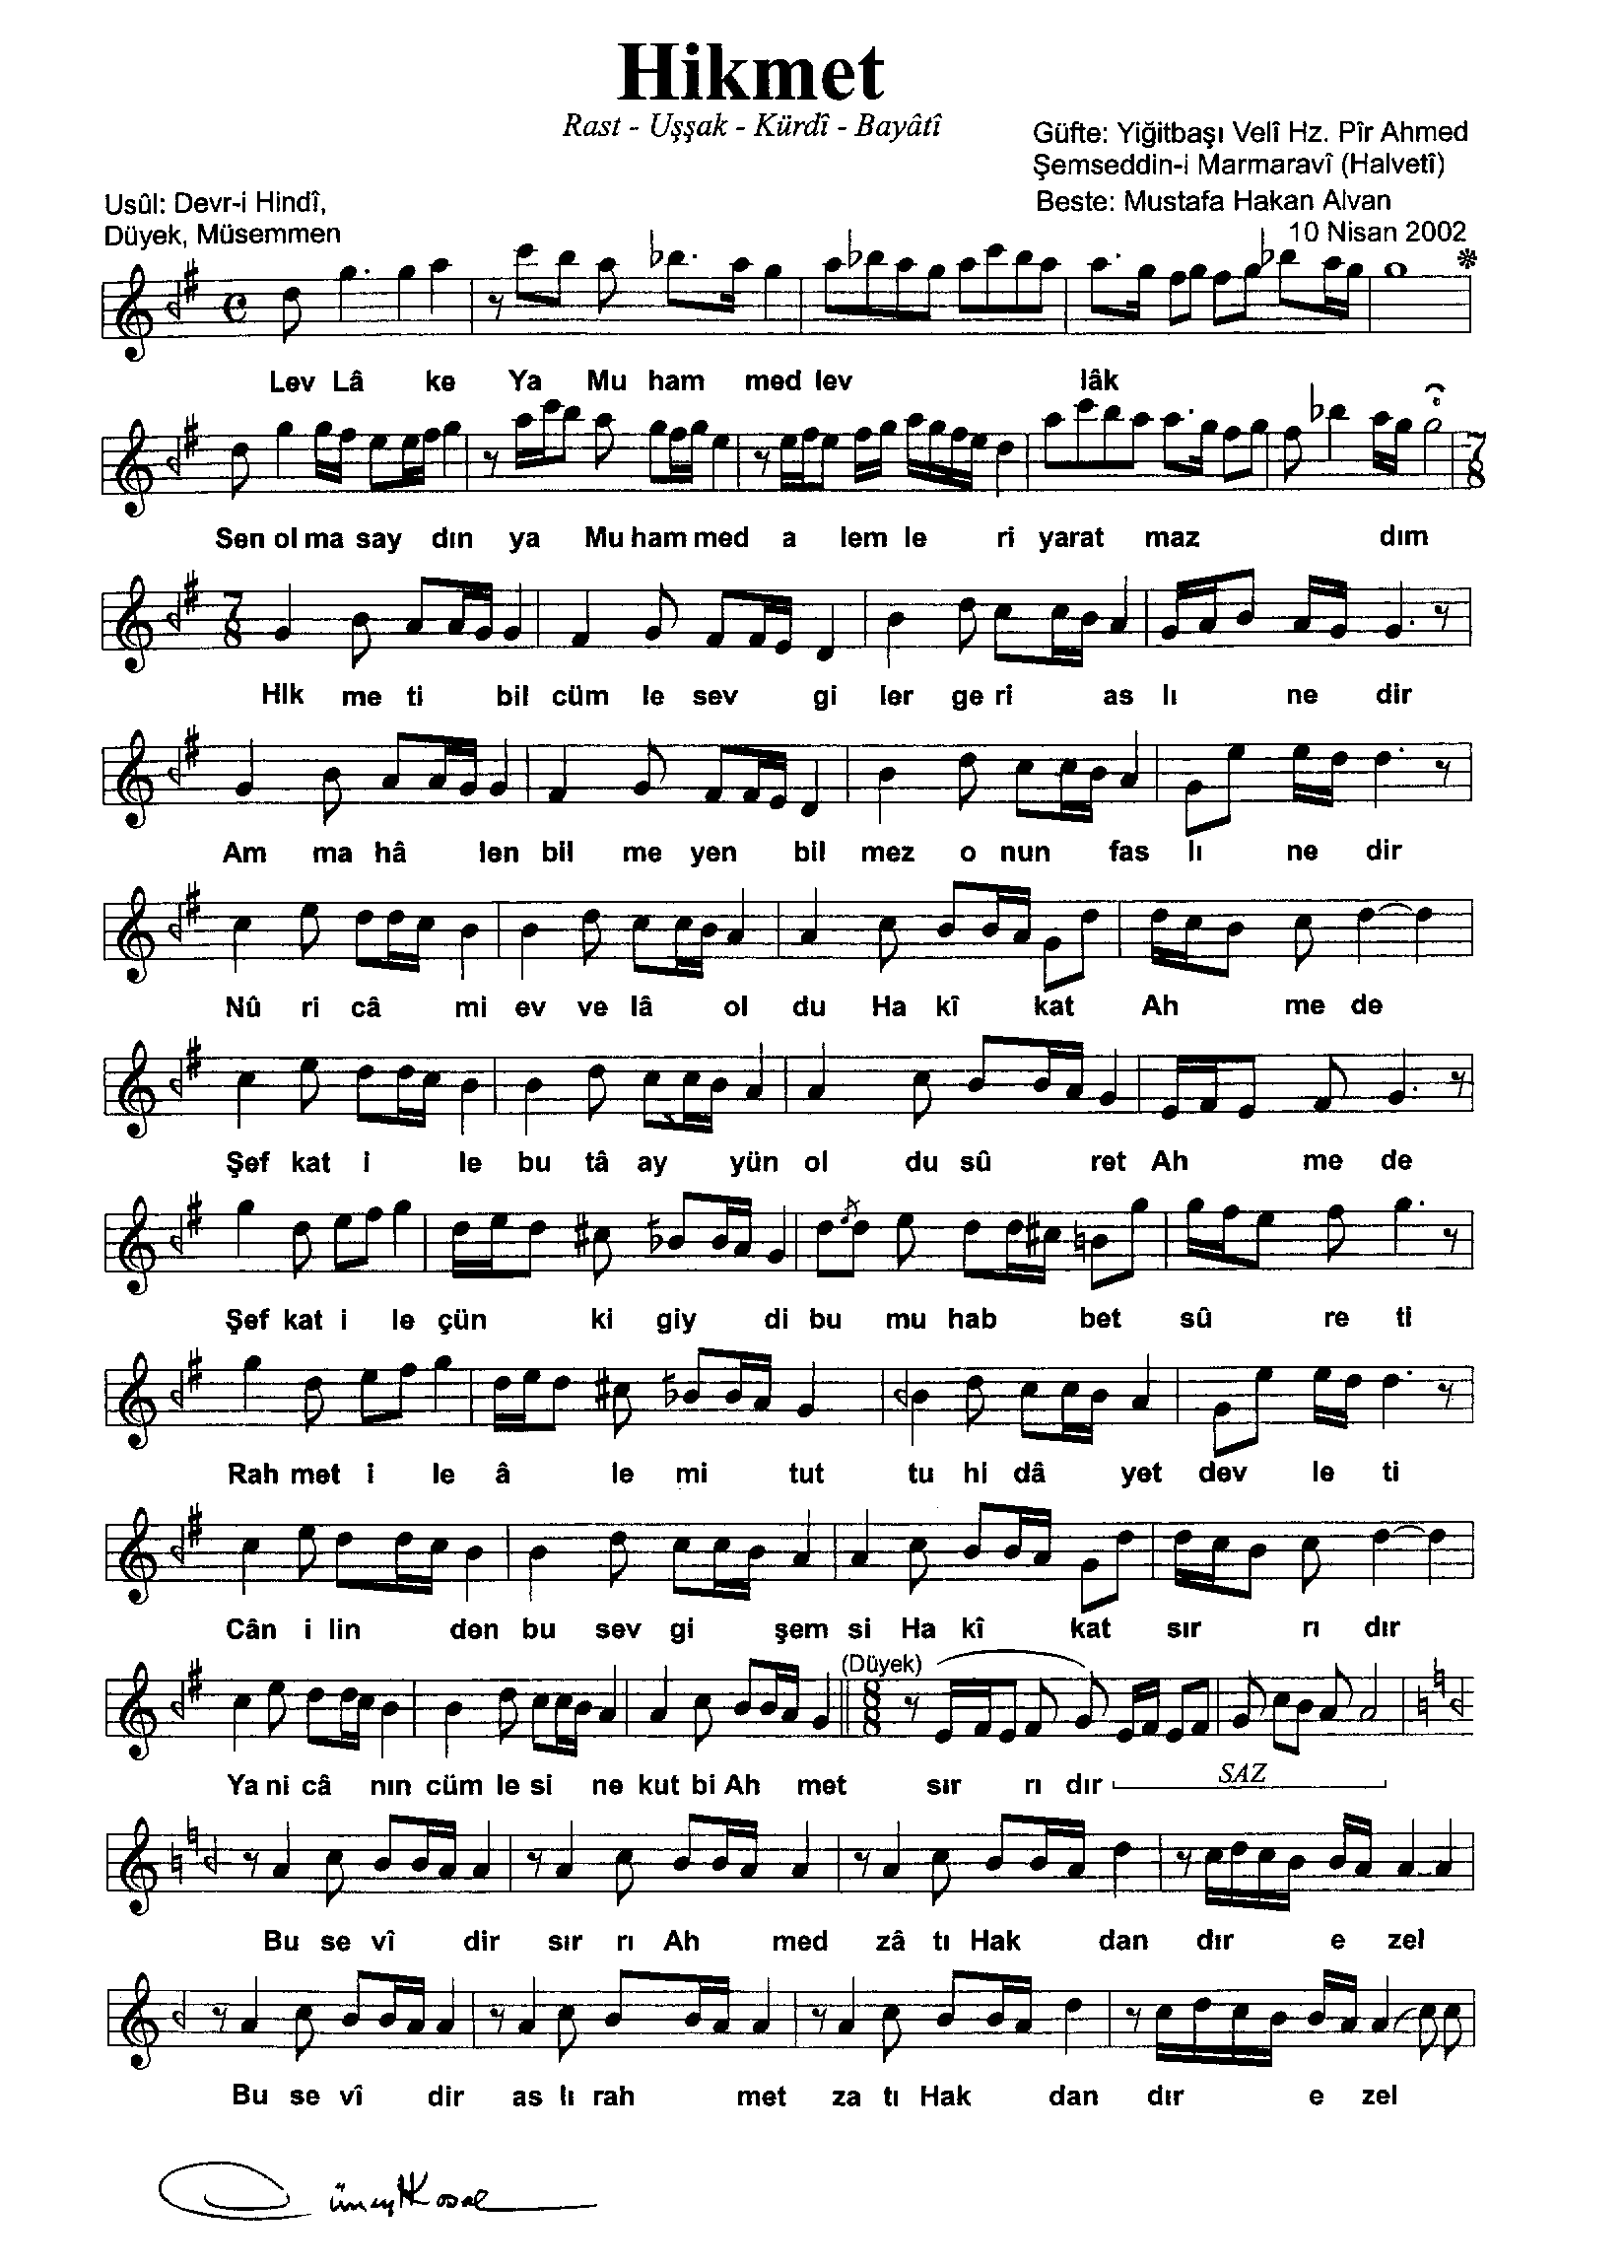 Hikmet
Rast - Uşşak - Kürdî - Bayâtî
Güfte: Yiğitbaşı Velî Hz. Pîr Ahmed
Şemseddin-i Marmaravî (Halvetî)
Usûl: Devr-i Hindî,
Beste: Mustafa Hakan Alvan
Düyek, Müsemmen
10 Nisan 2002
Lev Lâ ke Ya Mu ham med lev lâk
Sen ol ma say dın ya Mu ham med a lem le ri yarat maz dım
7 8
7 8
Hlk me ti bil cüm le sev gi ler ge ri as lı ne dir
Am ma hâ len bil me yen bil mez o nun fas lı ne dir
Nû ri câ mi ev ve lâ ol du Ha kî kat Ah me de
Şef kat i le bu tâ ay yün ol du sû ret Ah me de
Şef kat i le çün ki giy di bu mu hab bet sû re ti
Rah met i le â le mi tut tu hi dâ yet dev le ti
Cân i lin den bu sev gi şem si Ha kî kat sır rı dır
(Düyek)
8 8
Ya ni câ nın cüm le si ne kut bi Ah met sır rı dır SAZ
Bu se vî dir sır rı Ah med zâ tı Hak dan dır e zel
Bu se vî dir as lı rah met za tı Hak dan dır e zel